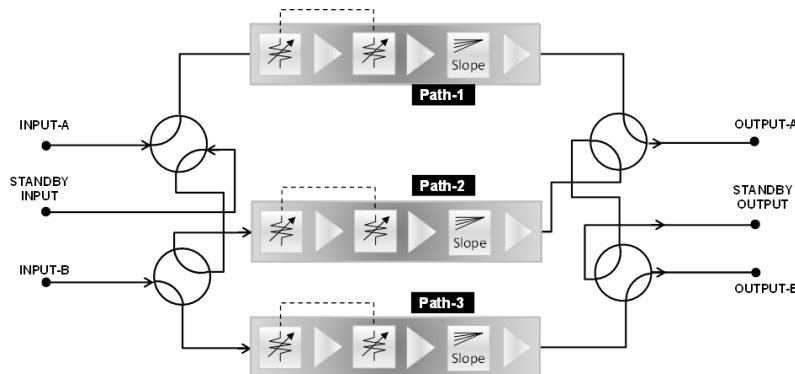 Slope
Path-1
INPUT-A
OUTPUT-A
STANDBY
INPUT
Path-2
STANDBY
OUTPUT
Slope
INPUT-B
OUTPUT-B
Path-3
Slope